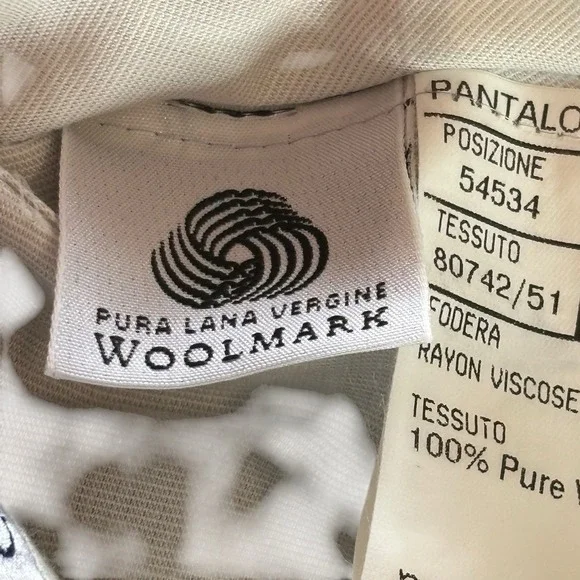 PURA LANA VERGINE
WOOLMARK
PANTALO
POSIZIONE
54534
TESSUTO
80742/51
FODERA
RAYON VISCOSE
TESSUTO
100% Pure